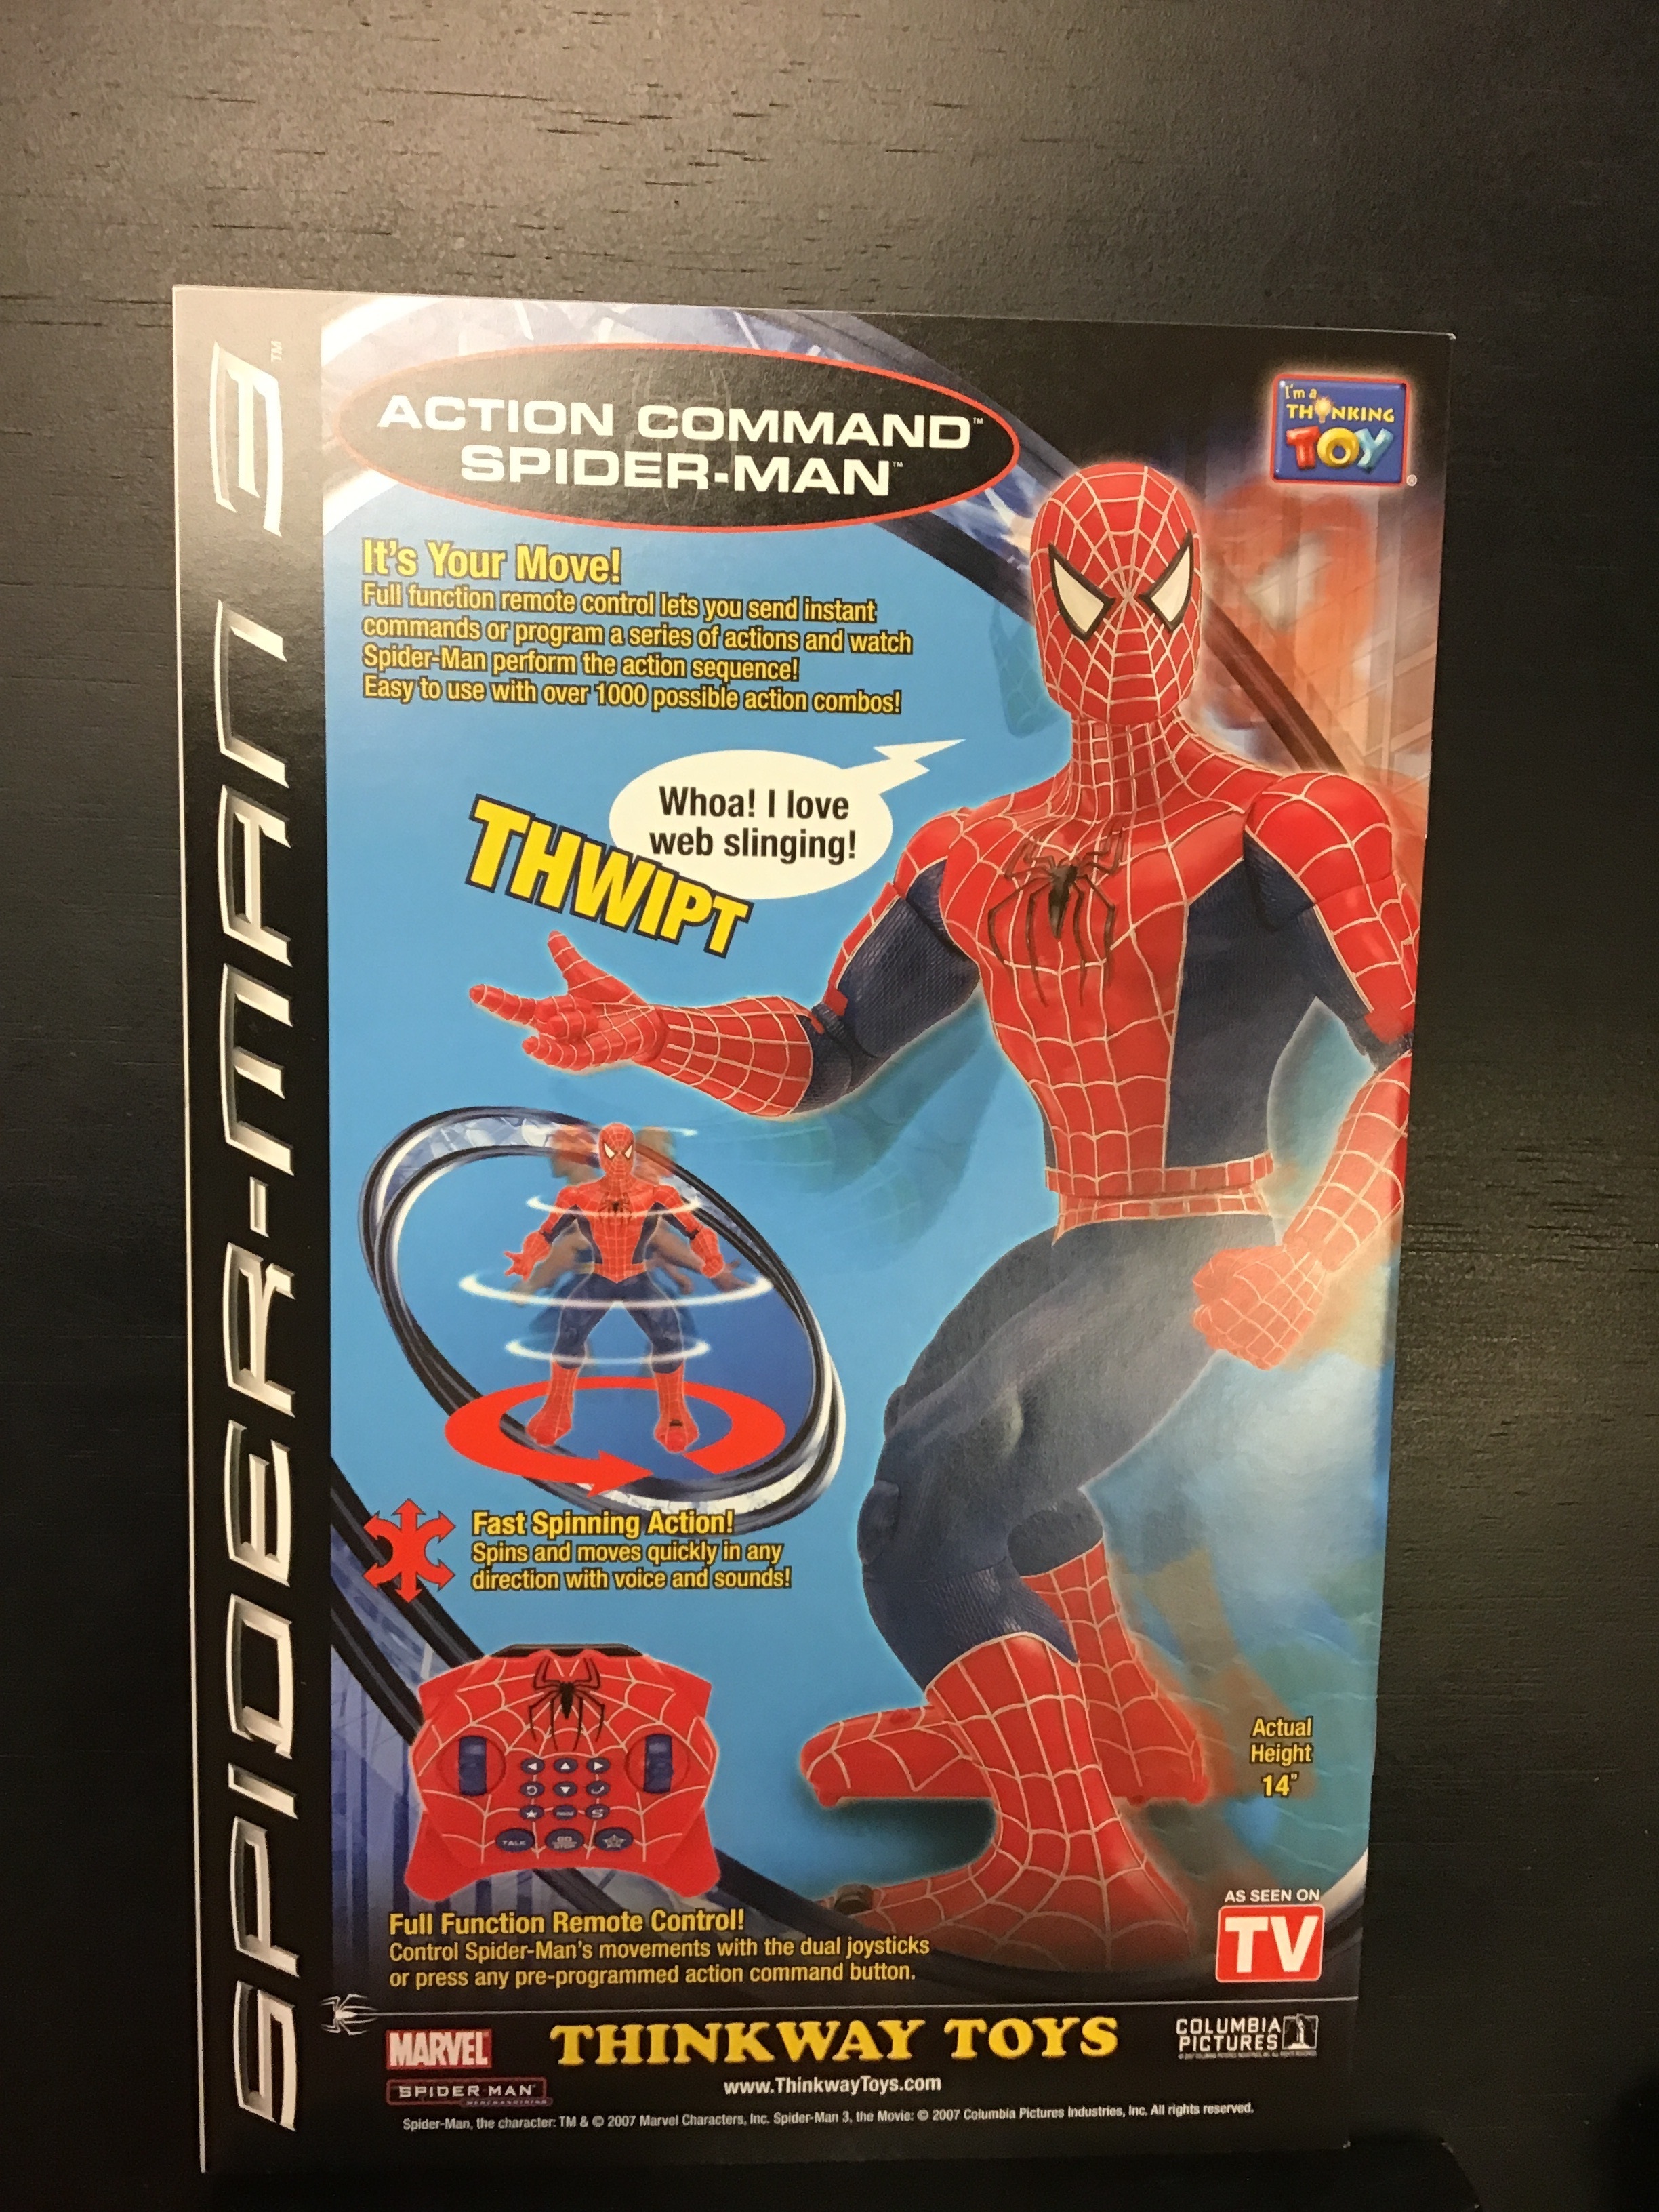 SPIDER-MAN 3™
ACTION COMMAND™
SPIDER-MAN™
I'm a
THINKING
TOY
®
It's Your Move!
Full function remote control lets you send instant
commands or program a series of actions and watch
Spider-Man perform the action sequence!
Easy to use with over 1000 possible action combos!
Whoa! I love
web slinging!
THWIPT
Fast Spinning Action!
Spins and moves quickly in any
direction with voice and sounds!
S
TALK
GO
Actual
Height
14"
Full Function Remote Control!
Control Spider-Man's movements with the dual joysticks
or press any pre-programmed action command button.
AS SEEN ON
TV
MARVEL
SPIDER-MAN
MERCHANDISING
THINKWAY TOYS
www.ThinkwayToys.com
COLUMBIA
PICTURES
Spider-Man, the character: TM & © 2007 Marvel Characters, Inc. Spider-Man 3, the Movie: © 2007 Columbia Pictures Industries, Inc. All rights reserved.